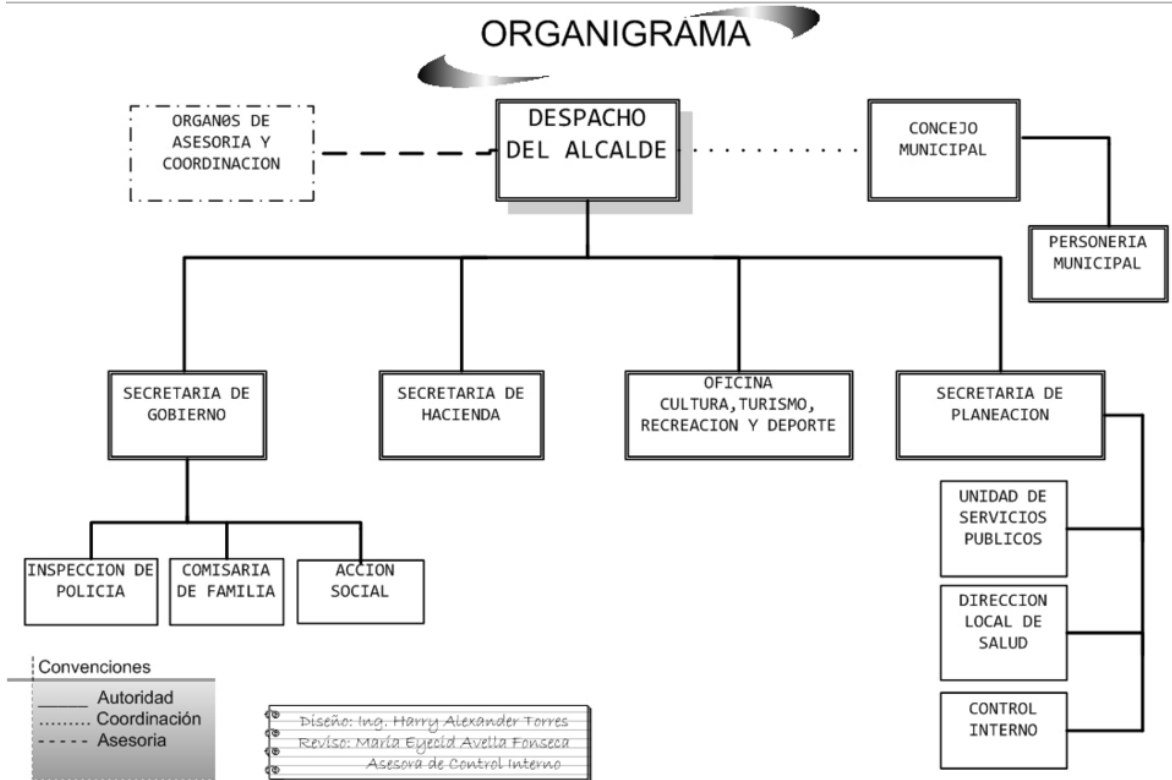 ORGANIGRAMA
ORGAN0S DE
ASESORIA Y
COORDINACION
DESPACHO
DEL ALCALDE
CONCEJO
MUNICIPAL
PERSONERIA
MUNICIPAL
SECRETARIA DE
GOBIERNO
SECRETARIA DE
HACIENDA
OFICINA
CULTURA,TURISMO,
RECREACION Y DEPORTE
SECRETARIA DE
PLANEACION
INSPECCION DE
POLICIA
COMISARIA
DE FAMILIA
ACCION
SOCIAL
UNIDAD DE
SERVICIOS
PUBLICOS
DIRECCION
LOCAL DE
SALUD
CONTROL
INTERNO
Convenciones
Autoridad
Coordinación
Asesoria
Diseño: Ing. Harry Alexander Torres
Reviso: María Eyecid Avella Fonseca
Asesora de Control Interno